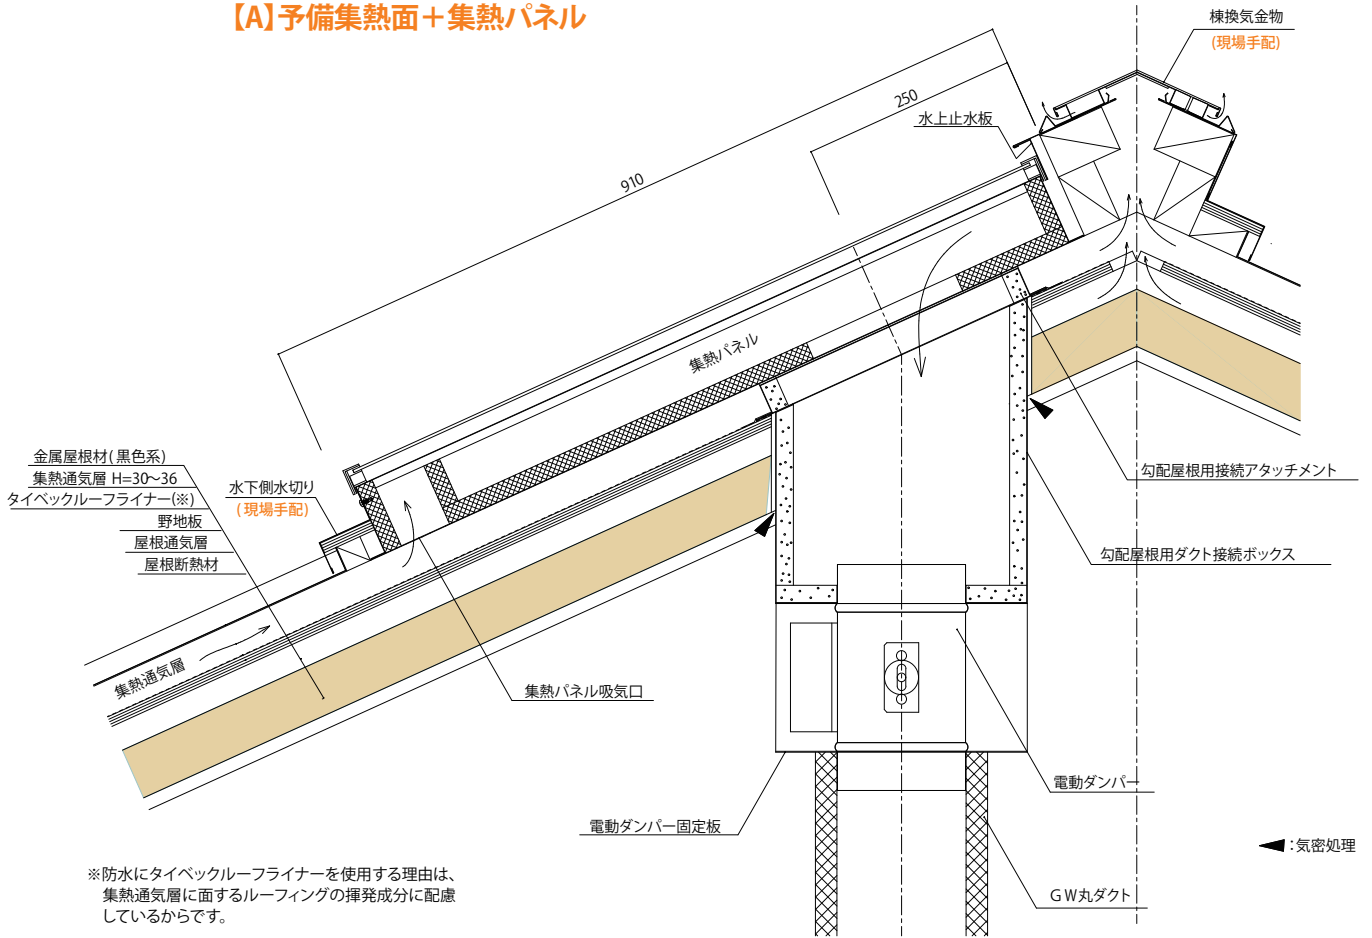 【A】予備集熱面＋集熱パネル
棟換気金物
(現場手配)
250
水上止水板
910
集熱パネル
金属屋根材(黒色系)
集熱通気層 H=30〜36
タイベックルーフライナー(※)
野地板
屋根通気層
屋根断熱材
水下側水切り
(現場手配)
勾配屋根用接続アタッチメント
勾配屋根用ダクト接続ボックス
集熱通気層
集熱パネル吸気口
電動ダンパー
電動ダンパー固定板
:気密処理
GW丸ダクト
※防水にタイベックルーフライナーを使用する理由は、
集熱通気層に面するルーフィングの揮発成分に配慮
しているからです。